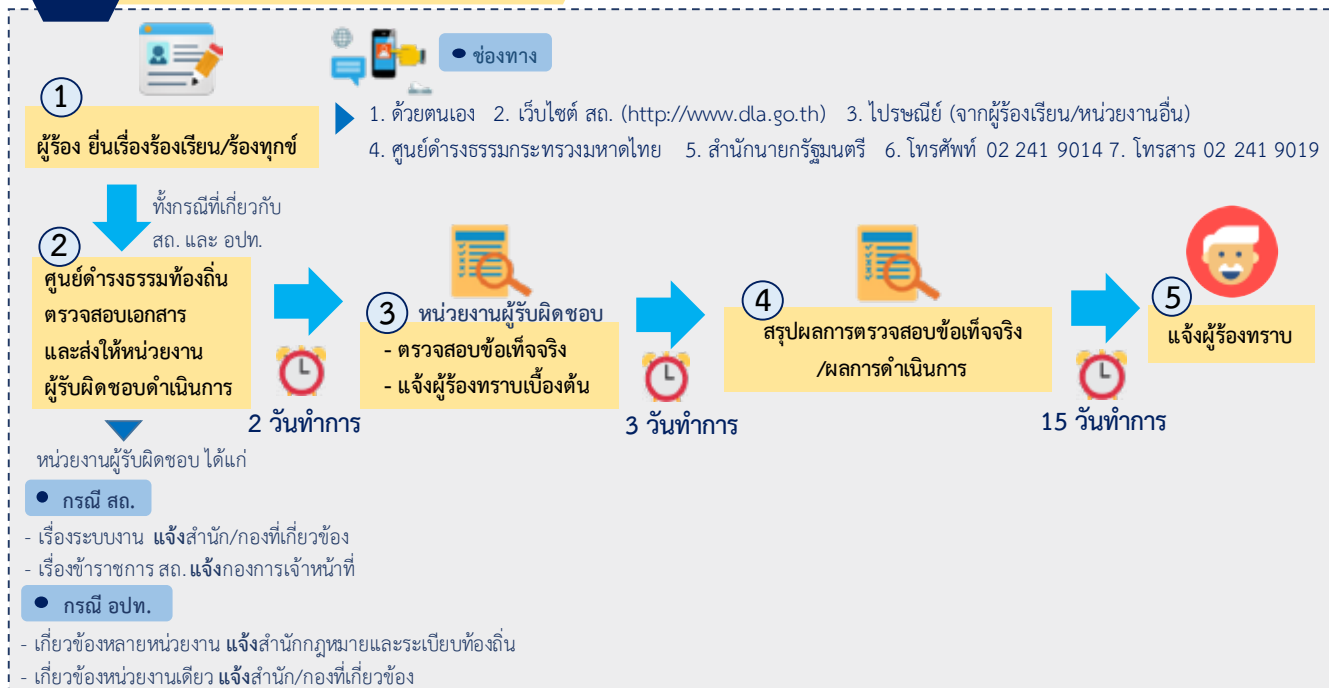 • ช่องทาง
1
ผู้ร้อง ยื่นเรื่องร้องเรียน/ร้องทุกข์
1. ด้วยตนเอง 2. เว็บไซต์ สถ. (http://www.dla.go.th) 3. ไปรษณีย์ (จากผู้ร้องเรียน/หน่วยงานอื่น)
4. ศูนย์ดำรงธรรมกระทรวงมหาดไทย 5. สำนักนายกรัฐมนตรี 6. โทรศัพท์ 02 241 9014 7. โทรสาร 02 241 9019
ทั้งกรณีที่เกี่ยวกับ
สถ. และ อปท.
2
ศูนย์ดำรงธรรมท้องถิ่น
ตรวจสอบเอกสาร
และส่งให้หน่วยงาน
ผู้รับผิดชอบดำเนินการ
2 วันทำการ
3 หน่วยงานผู้รับผิดชอบ
- ตรวจสอบข้อเท็จจริง
- แจ้งผู้ร้องทราบเบื้องต้น
3 วันทำการ
4
สรุปผลการตรวจสอบข้อเท็จจริง
/ผลการดำเนินการ
15 วันทำการ
5
แจ้งผู้ร้องทราบ
หน่วยงานผู้รับผิดชอบ ได้แก่
• กรณี สถ.
- เรื่องระบบงาน แจ้งสำนัก/กองที่เกี่ยวข้อง
- เรื่องข้าราชการ สถ. แจ้งกองการเจ้าหน้าที่
• กรณี อปท.
- เกี่ยวข้องหลายหน่วยงาน แจ้งสำนักกฎหมายและระเบียบท้องถิ่น
- เกี่ยวข้องหน่วยงานเดียว แจ้งสำนัก/กองที่เกี่ยวข้อง